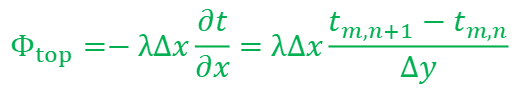 Φ_top = − λΔx ∂t/∂x = λΔx (t_{m,n+1} − t_{m,n})/Δy